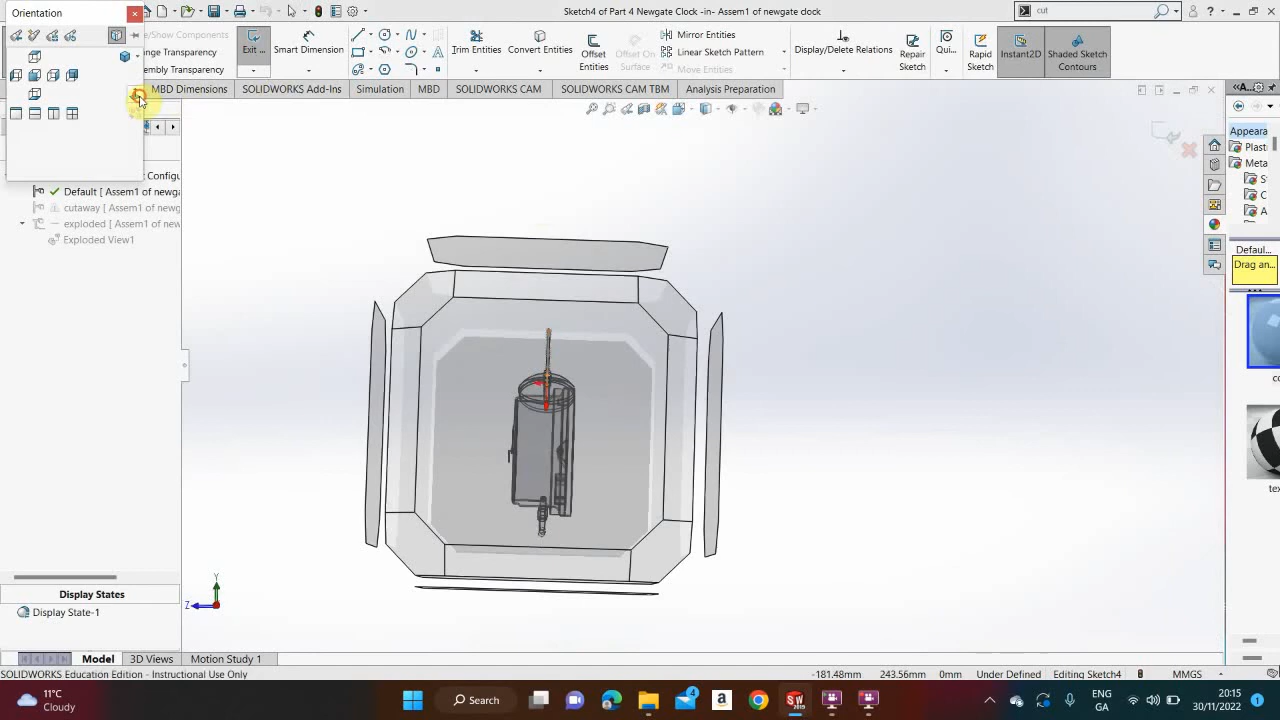 Orientation
Sketch4 of Part 4 Newgate Clock -in- Assem1 of newgate clock
cut
/Show Components
ange Transparency
embly Transparency
Exit ...
Smart Dimension
Trim Entities
Convert Entities
Offset Entities
Offset On Surface
Mirror Entities
Linear Sketch Pattern
Move Entities
Display/Delete Relations
Repair Sketch
Qui...
Rapid Sketch
Instant2D
Shaded Sketch Contours
MBD Dimensions
SOLIDWORKS Add-Ins
Simulation
MBD
SOLIDWORKS CAM
SOLIDWORKS CAM TBM
Analysis Preparation
Appeara
Plasti
Meta
S
C
A
Configu
Default [ Assem1 of newga
cutaway [ Assem1 of newg
exploded [ Assem1 of new
Exploded View1
Defaul...
Drag an...
co
tex
Display States
Display State-1
Y
Z
Model
3D Views
Motion Study 1
SOLIDWORKS Education Edition - Instructional Use Only
-181.48mm
243.56mm
0mm
Under Defined
Editing Sketch4
MMGS
11°C
Cloudy
Search
4
ENG
GA
20:15
30/11/2022